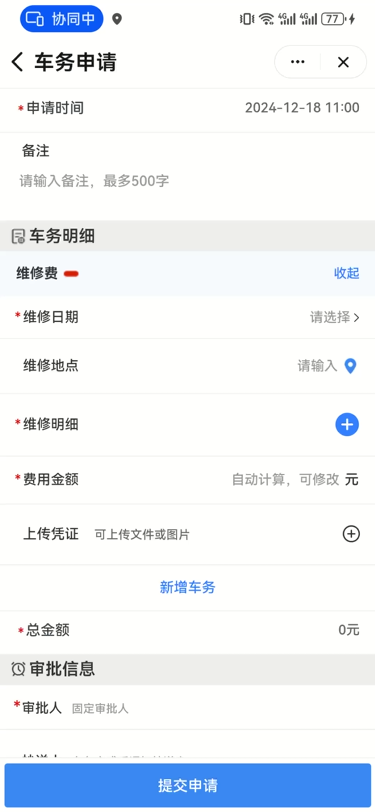 协同中
4G 4G 77
车务申请
*申请时间 2024-12-18 11:00
备注
请输入备注，最多500字
车务明细
维修费 收起
*维修日期 请选择
维修地点 请输入
*维修明细
*费用金额 自动计算，可修改 元
上传凭证 可上传文件或图片
新增车务
*总金额 0元
审批信息
*审批人 固定审批人
提交申请